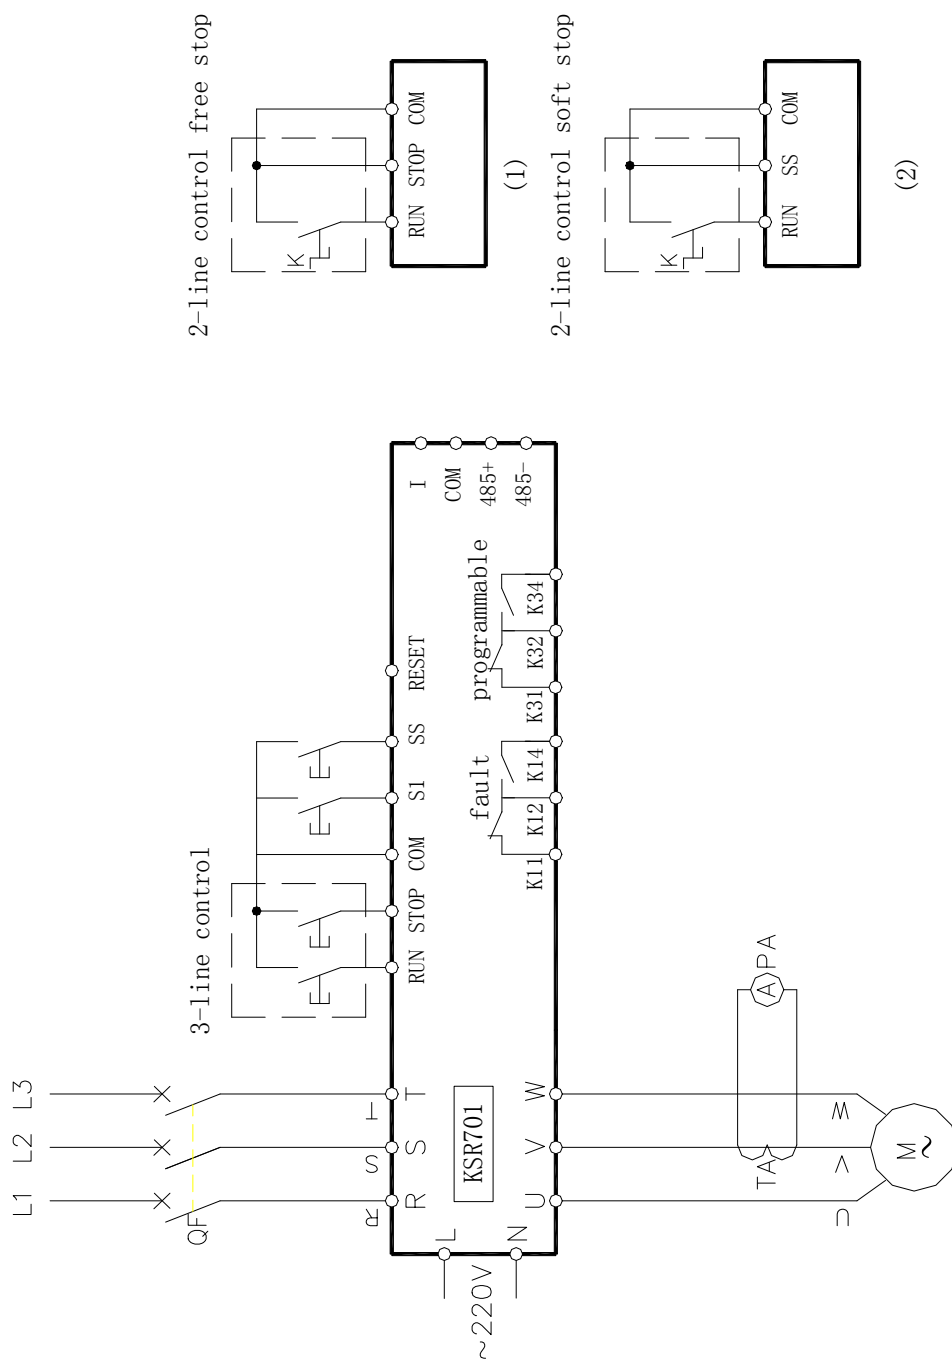 L1 L2 L3
QF
R S T
3-line control
RUN STOP COM S1 SS RESET
R S T
L
N
~220V
KSR701
U V W
fault
K11 K12 K14
programmable
K31 K32 K34
I
COM
485+
485-
TA
A PA
U V W
M
~
2-line control free stop
K
RUN STOP COM
(1)
2-line control soft stop
K
RUN SS COM
(2)